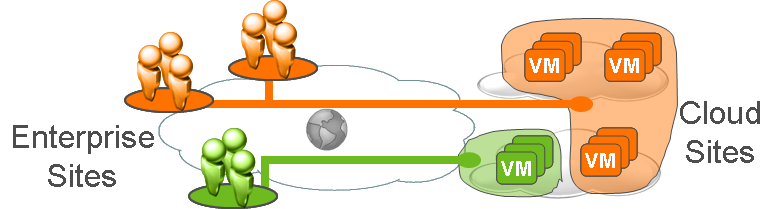 VM
VM
Enterprise
Sites
Cloud
Sites
VM
VM